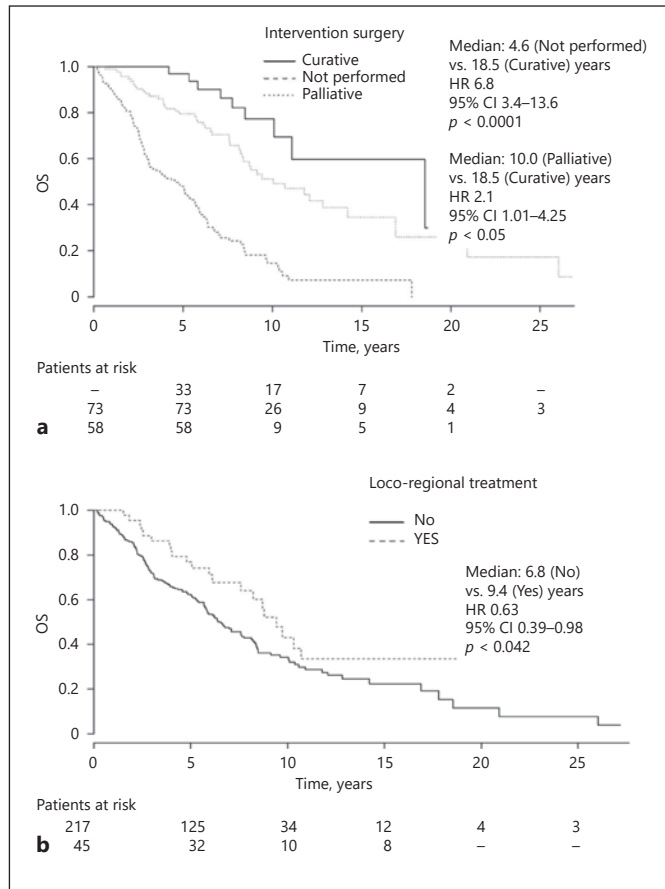 Intervention surgery
Curative
Not performed
Palliative
Median: 4.6 (Not performed)
vs. 18.5 (Curative) years
HR 6.8
95% CI 3.4–13.6
p < 0.0001
Median: 10.0 (Palliative)
vs. 18.5 (Curative) years
HR 2.1
95% CI 1.01–4.25
p < 0.05
OS
1.0
0.8
0.6
0.4
0.2
0
0 5 10 15 20 25
Time, years
Patients at risk
– 33 17 7 2 –
73 73 26 9 4 3
58 58 9 5 1
a
Loco-regional treatment
No
YES
Median: 6.8 (No)
vs. 9.4 (Yes) years
HR 0.63
95% CI 0.39–0.98
p < 0.042
OS
1.0
0.8
0.6
0.4
0.2
0
0 5 10 15 20 25
Time, years
Patients at risk
217 125 34 12 4 3
45 32 10 8 – –
b